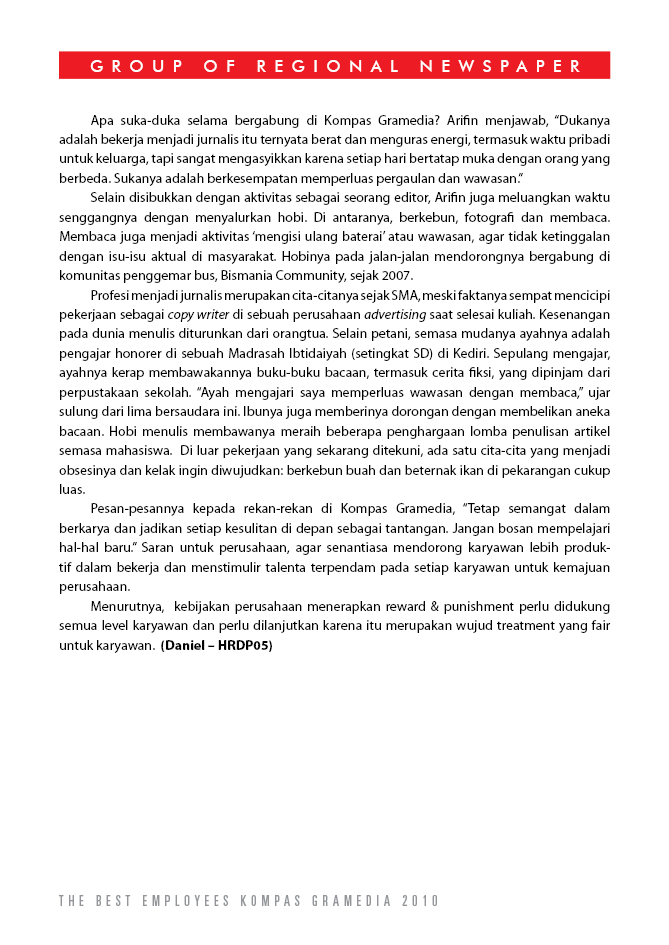 GROUP OF REGIONAL NEWSPAPER
Apa suka-duka selama bergabung di Kompas Gramedia? Arifin menjawab, “Dukanya
adalah bekerja menjadi jurnalis itu ternyata berat dan menguras energi, termasuk waktu pribadi
untuk keluarga, tapi sangat mengasyikkan karena setiap hari bertatap muka dengan orang yang
berbeda. Sukanya adalah berkesempatan memperluas pergaulan dan wawasan.”
Selain disibukkan dengan aktivitas sebagai seorang editor, Arifin juga meluangkan waktu
senggangnya dengan menyalurkan hobi. Di antaranya, berkebun, fotografi dan membaca.
Membaca juga menjadi aktivitas ‘mengisi ulang baterai’ atau wawasan, agar tidak ketinggalan
dengan isu-isu aktual di masyarakat. Hobinya pada jalan-jalan mendorongnya bergabung di
komunitas penggemar bus, Bismania Community, sejak 2007.
Profesi menjadi jurnalis merupakan cita-citanya sejak SMA, meski faktanya sempat mencicipi
pekerjaan sebagai copy writer di sebuah perusahaan advertising saat selesai kuliah. Kesenangan
pada dunia menulis diturunkan dari orangtua. Selain petani, semasa mudanya ayahnya adalah
pengajar honorer di sebuah Madrasah Ibtidaiyah (setingkat SD) di Kediri. Sepulang mengajar,
ayahnya kerap membawakannya buku-buku bacaan, termasuk cerita fiksi, yang dipinjam dari
perpustakaan sekolah. “Ayah mengajari saya memperluas wawasan dengan membaca,” ujar
sulung dari lima bersaudara ini. Ibunya juga memberinya dorongan dengan membelikan aneka
bacaan. Hobi menulis membawanya meraih beberapa penghargaan lomba penulisan artikel
semasa mahasiswa. Di luar pekerjaan yang sekarang ditekuni, ada satu cita-cita yang menjadi
obsesinya dan kelak ingin diwujudkan: berkebun buah dan beternak ikan di pekarangan cukup
luas.
Pesan-pesannya kepada rekan-rekan di Kompas Gramedia, “Tetap semangat dalam
berkarya dan jadikan setiap kesulitan di depan sebagai tantangan. Jangan bosan mempelajari
hal-hal baru.” Saran untuk perusahaan, agar senantiasa mendorong karyawan lebih produk-
tif dalam bekerja dan menstimulir talenta terpendam pada setiap karyawan untuk kemajuan
perusahaan.
Menurutnya, kebijakan perusahaan menerapkan reward & punishment perlu didukung
semua level karyawan dan perlu dilanjutkan karena itu merupakan wujud treatment yang fair
untuk karyawan. (Daniel – HRDP05)
THE BEST EMPLOYEES KOMPAS GRAMEDIA 2010